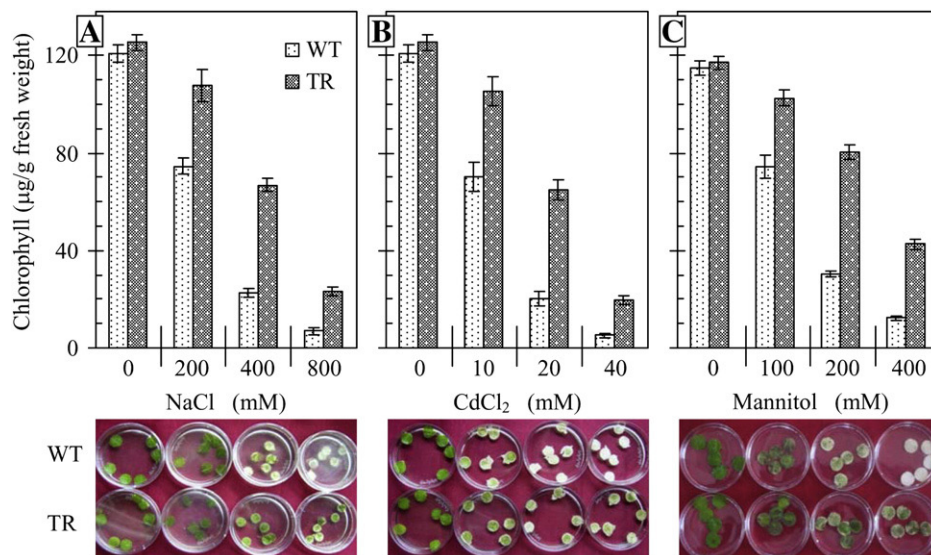 A
B
C
WT
TR
Chlorophyll (µg/g fresh weight)
120
80
40
0
0 200 400 800
0 10 20 40
0 100 200 400
NaCl (mM)
CdCl₂ (mM)
Mannitol (mM)
WT
TR